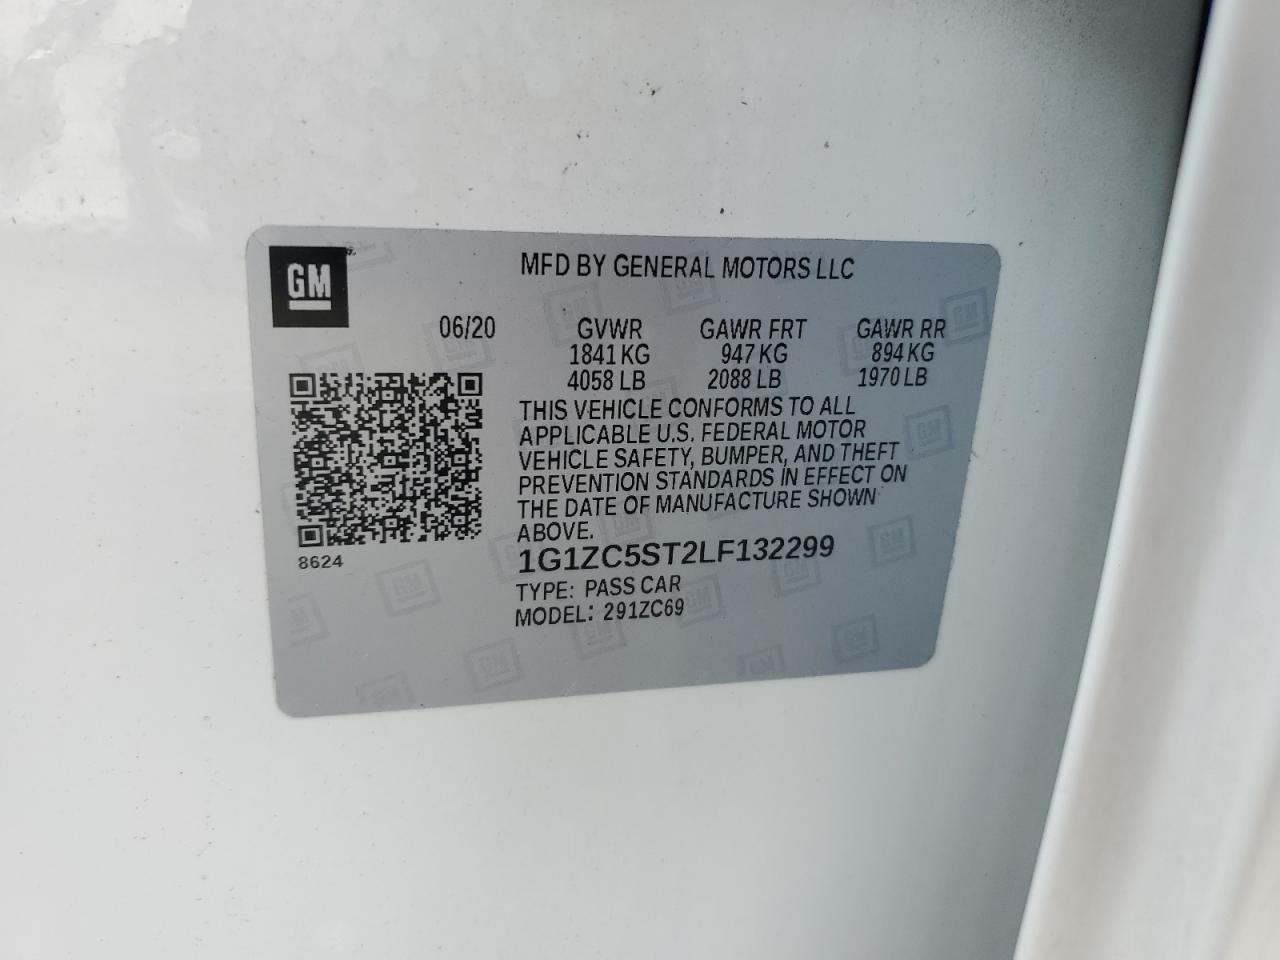 GM
MFD BY GENERAL MOTORS LLC
06/20 GVWR GAWR FRT GAWR RR
1841 KG 947 KG 894 KG
4058 LB 2088 LB 1970 LB
THIS VEHICLE CONFORMS TO ALL
APPLICABLE U.S. FEDERAL MOTOR
VEHICLE SAFETY, BUMPER, AND THEFT
PREVENTION STANDARDS IN EFFECT ON
THE DATE OF MANUFACTURE SHOWN
ABOVE.
8624
1G1ZC5ST2LF132299
TYPE: PASS CAR
MODEL: 291ZC69